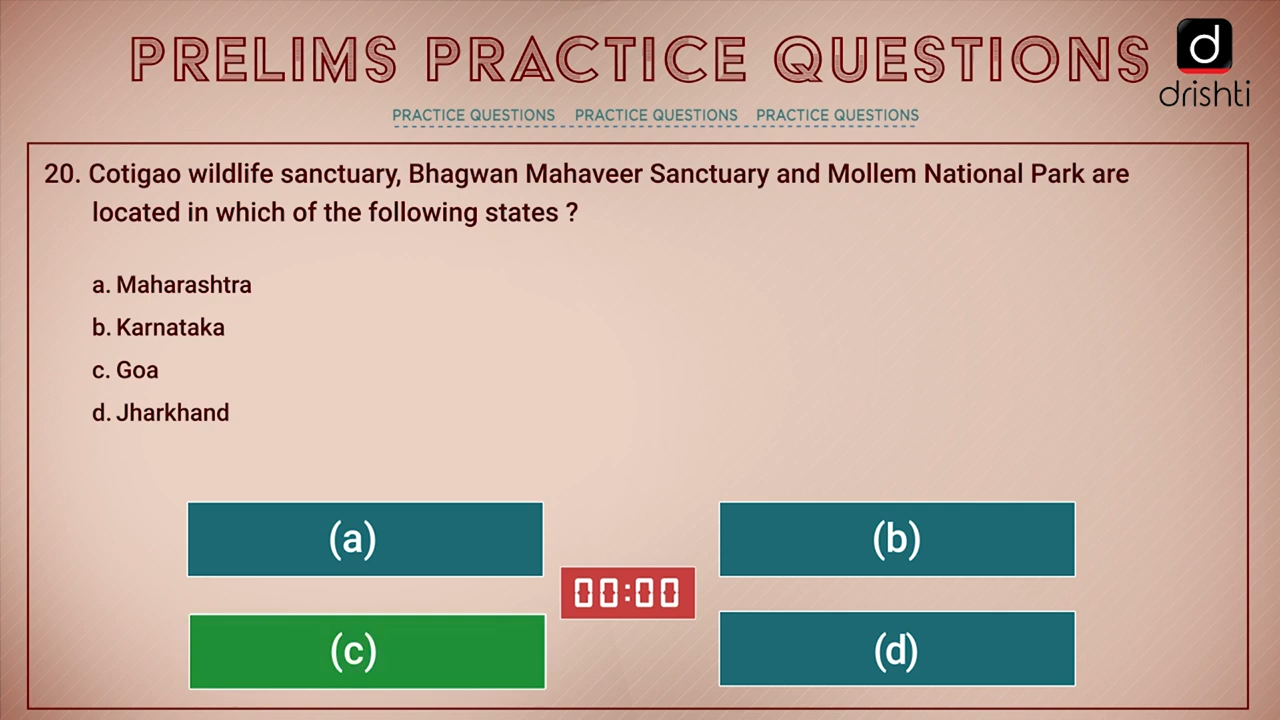 PRELIMS PRACTICE QUESTIONS
d
drishti
PRACTICE QUESTIONS PRACTICE QUESTIONS PRACTICE QUESTIONS
20. Cotigao wildlife sanctuary, Bhagwan Mahaveer Sanctuary and Mollem National Park are
located in which of the following states ?
a. Maharashtra
b. Karnataka
c. Goa
d. Jharkhand
(a)
(b)
00:00
(c)
(d)